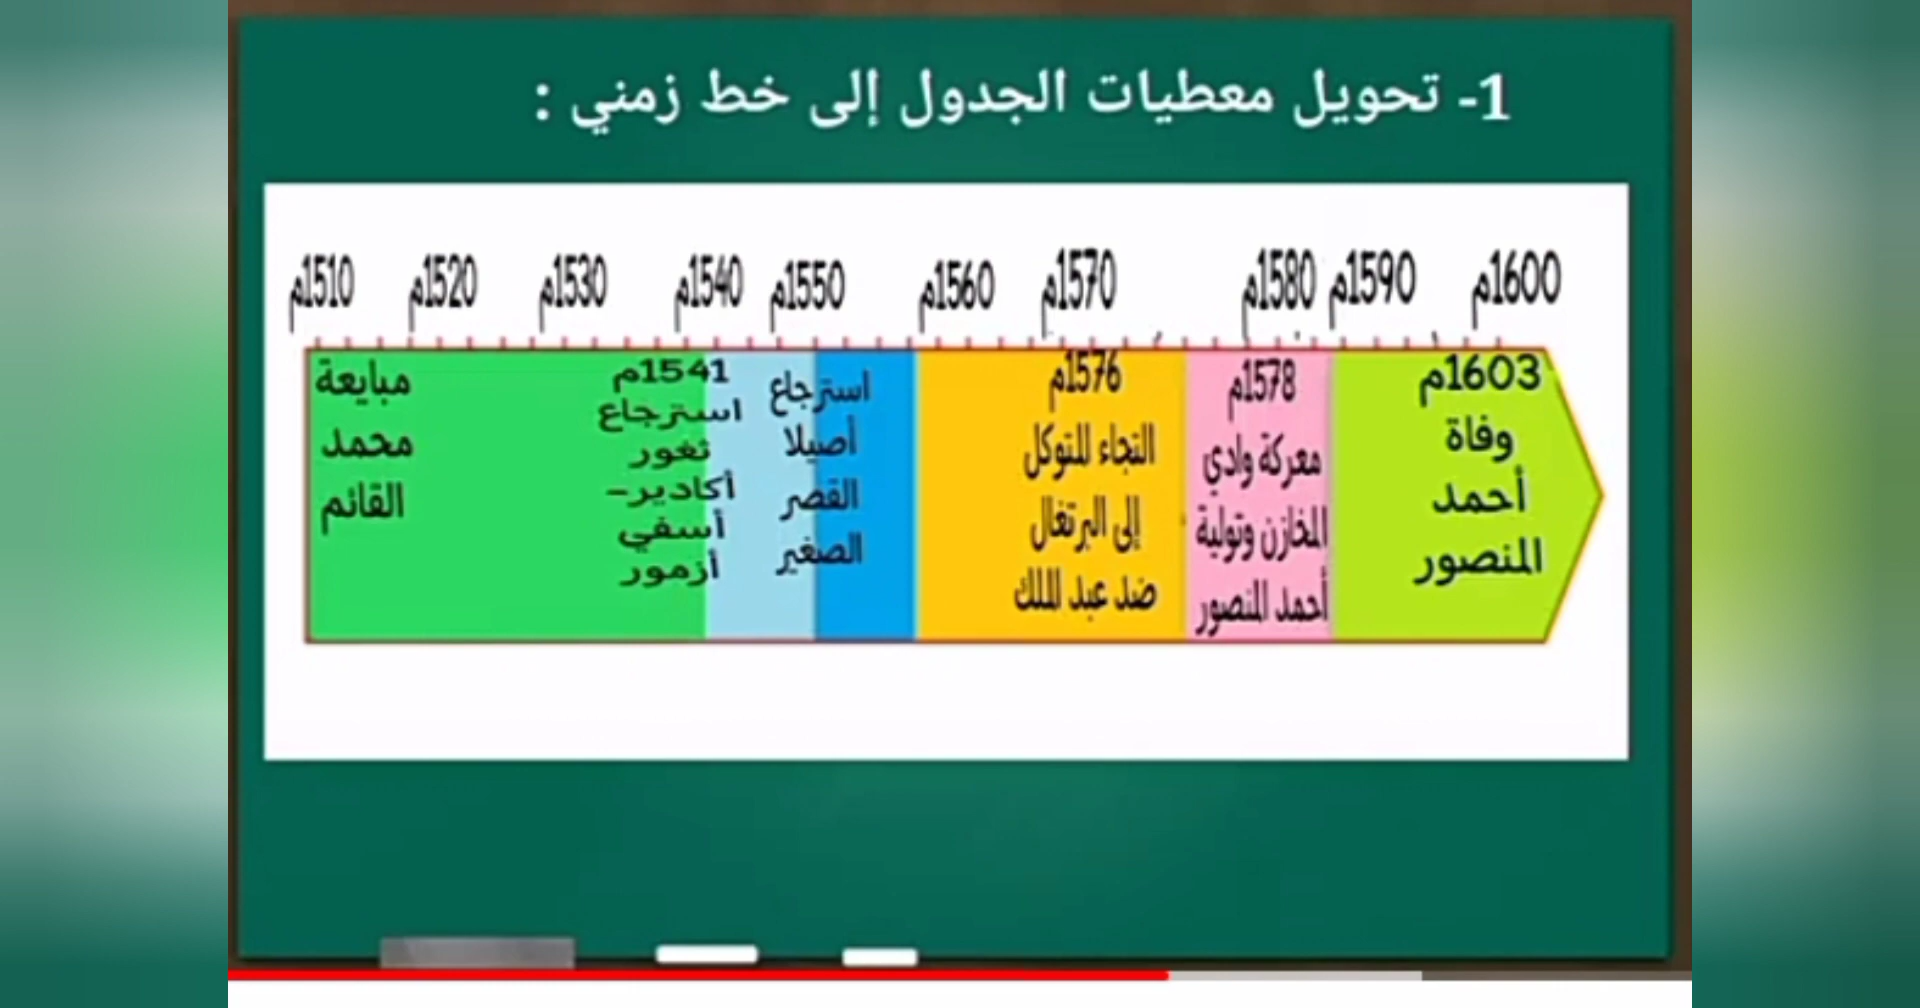 1- تحويل معطيات الجدول إلى خط زمني :
1510م 1520م 1530م 1540م 1550م 1560م 1570م 1580م 1590م 1600م
مبايعة
محمد
القائم
1541م
استرجاع
ثغور
أكادير-
أسفي
أزمور
استرجاع
أصيلا
القصر
الصغير
1576م
التجاء المتوكل
إلى البرتغال
ضد عبد الملك
1578م
معركة وادي
المخازن وتولية
أحمد المنصور
1603م
وفاة
أحمد
المنصور